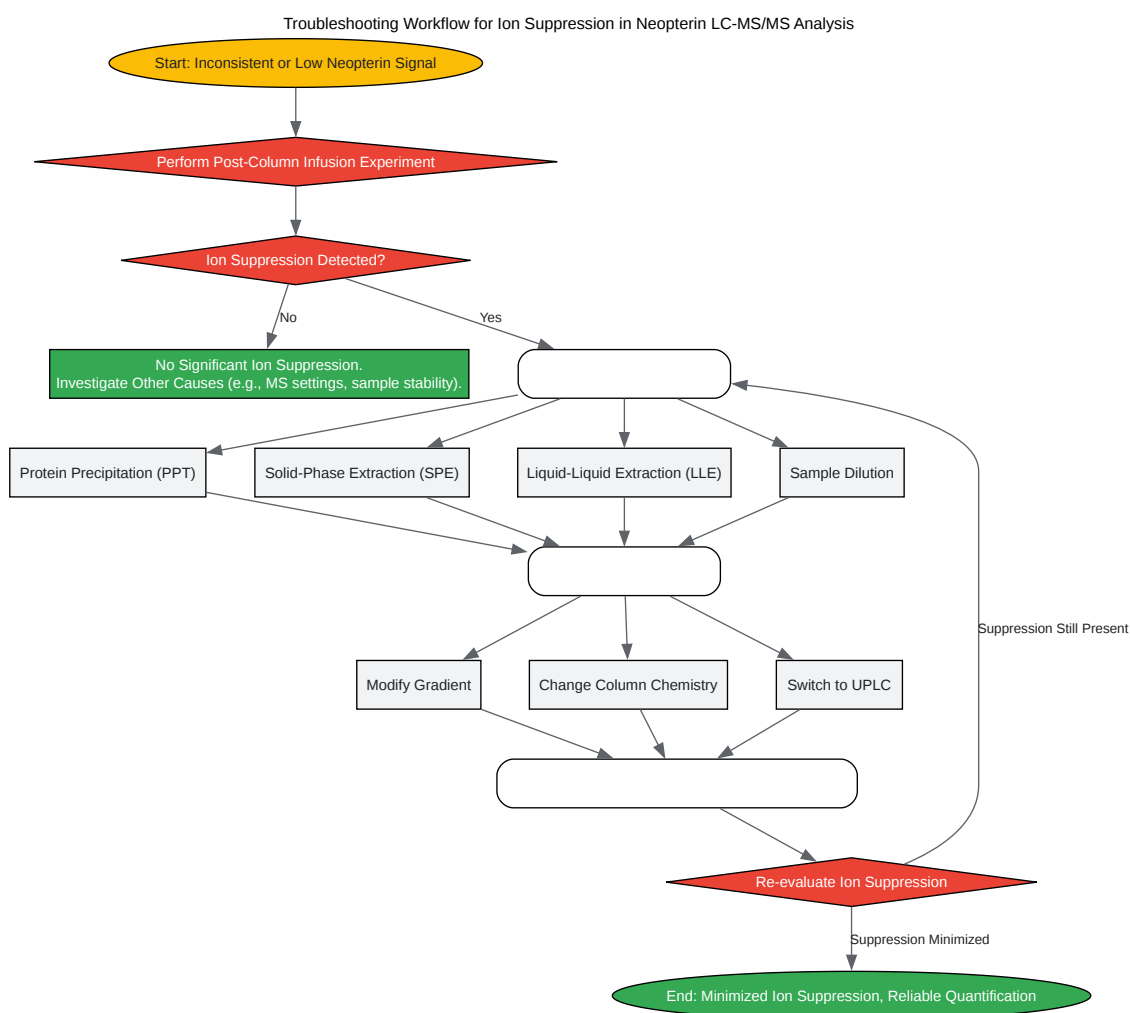 Troubleshooting Workflow for Ion Suppression in Neopterin LC-MS/MS Analysis
Start: Inconsistent or Low Neopterin Signal
Perform Post-Column Infusion Experiment
Ion Suppression Detected?
No
Yes
No Significant Ion Suppression.
Investigate Other Causes (e.g., MS settings, sample stability).
Protein Precipitation (PPT)
Solid-Phase Extraction (SPE)
Liquid-Liquid Extraction (LLE)
Sample Dilution
Suppression Still Present
Modify Gradient
Change Column Chemistry
Switch to UPLC
Re-evaluate Ion Suppression
Suppression Minimized
End: Minimized Ion Suppression, Reliable Quantification